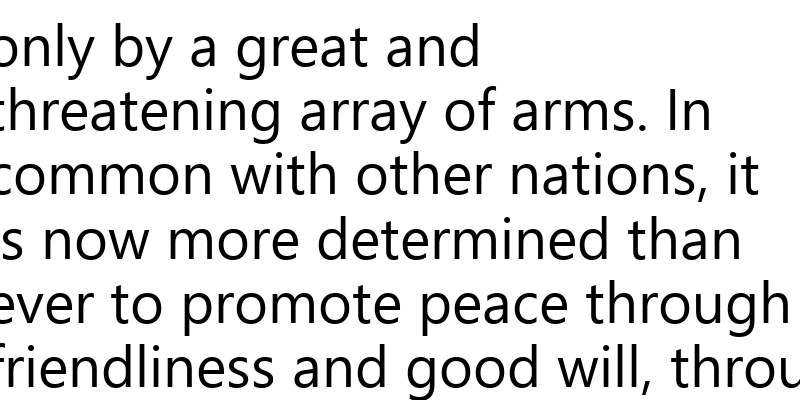 only by a great and
threatening array of arms. In
common with other nations, it
is now more determined than
ever to promote peace through
friendliness and good will, throu